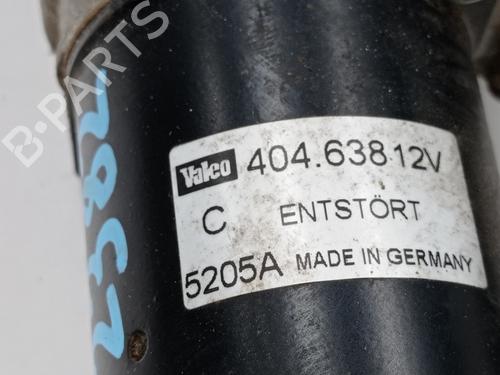 B-PARTS
Valeo 404.638 12V
C ENTSTÖRT
5205A MADE IN GERMANY